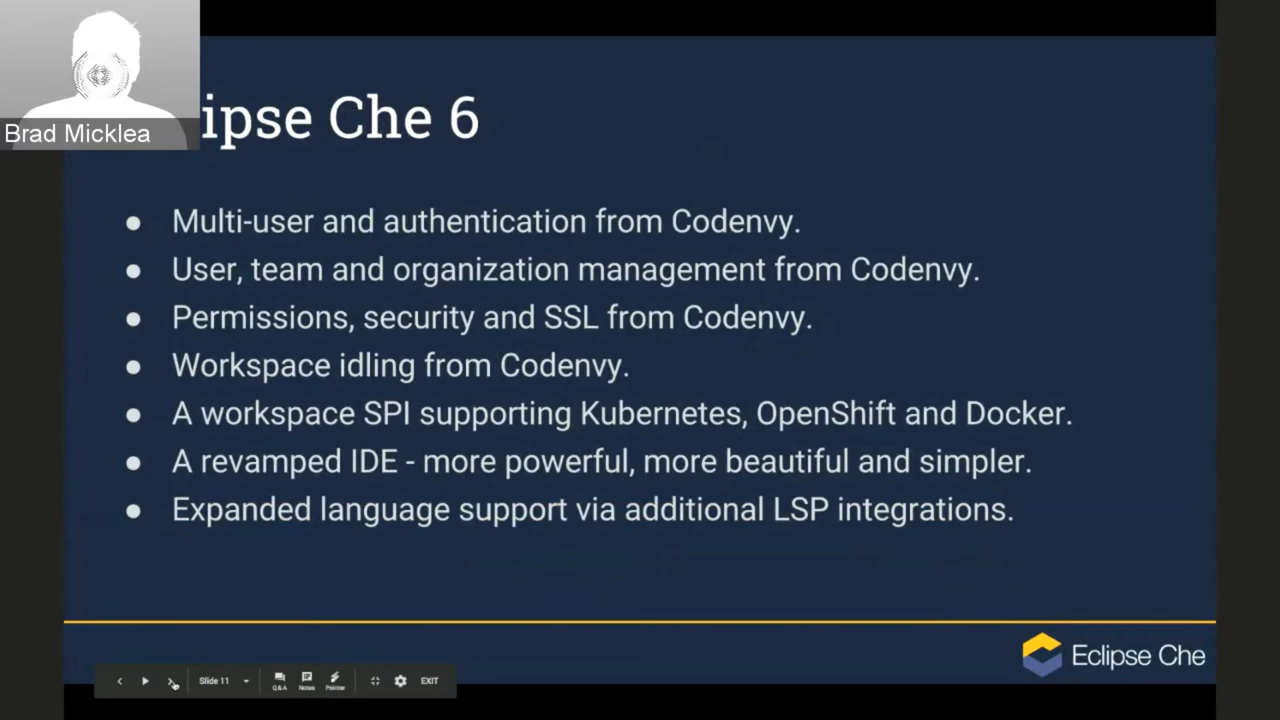 Brad Micklea
ipse Che 6
● Multi-user and authentication from Codenvy.
● User, team and organization management from Codenvy.
● Permissions, security and SSL from Codenvy.
● Workspace idling from Codenvy.
● A workspace SPI supporting Kubernetes, OpenShift and Docker.
● A revamped IDE - more powerful, more beautiful and simpler.
● Expanded language support via additional LSP integrations.
Eclipse Che
Slide 11
Q&A Notes Pointer
EXIT